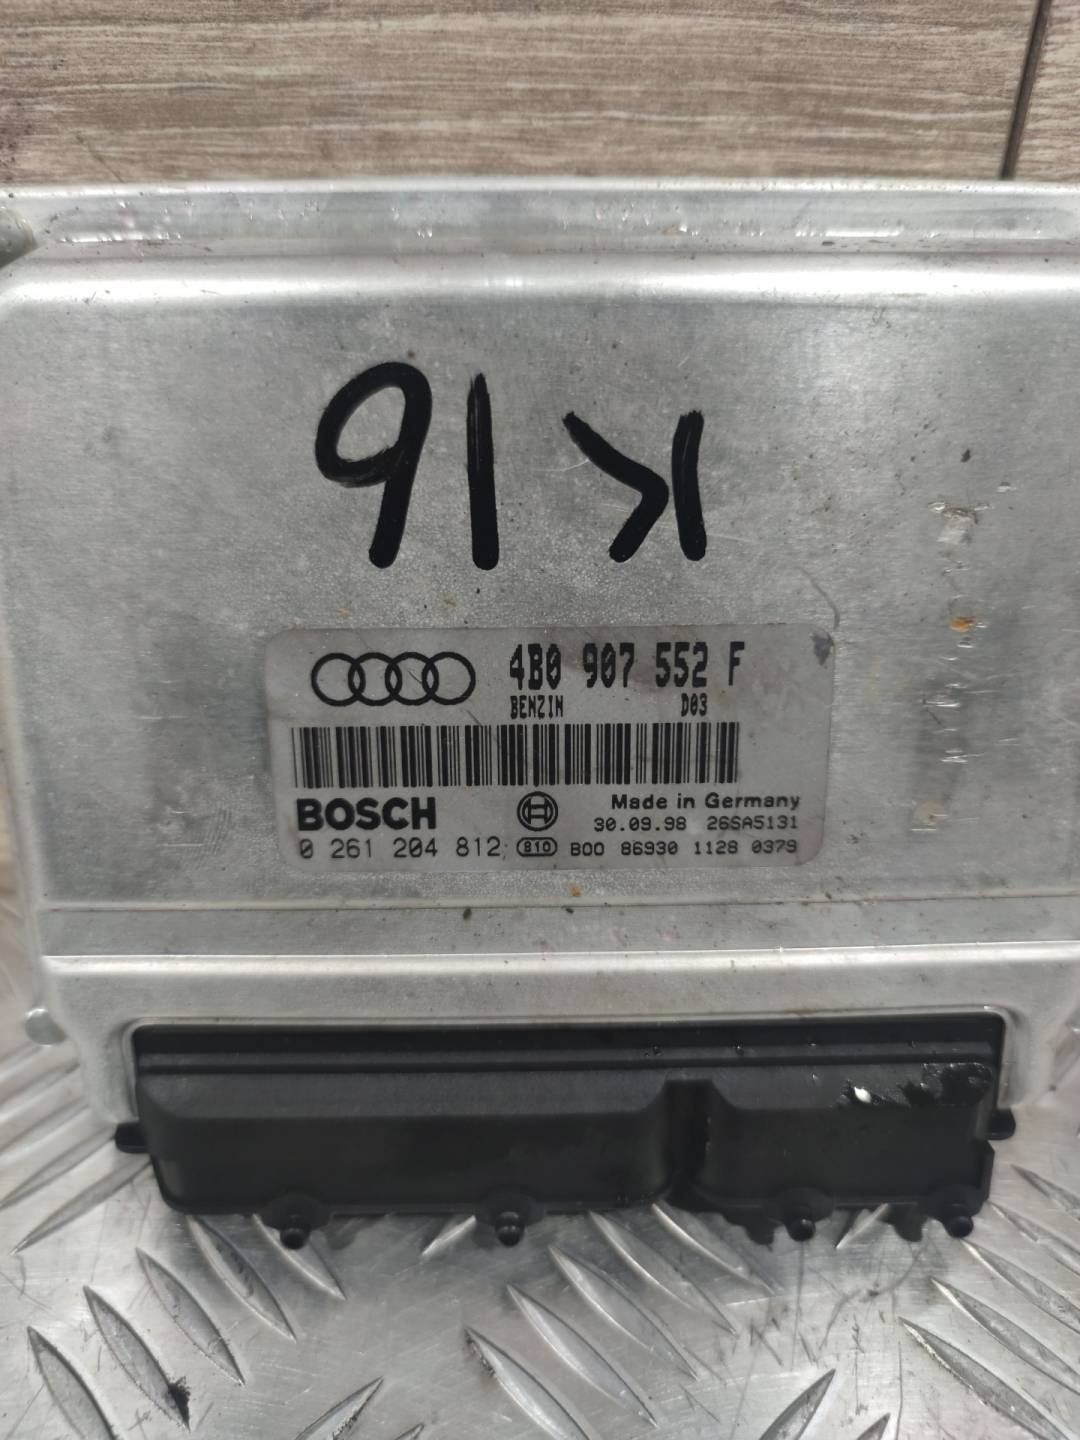 K16
4B0 907 552 F
BENZIN D03
BOSCH Made in Germany
30.09.98 26SA5131
0 261 204 812 810 B00 86930 1128 0379